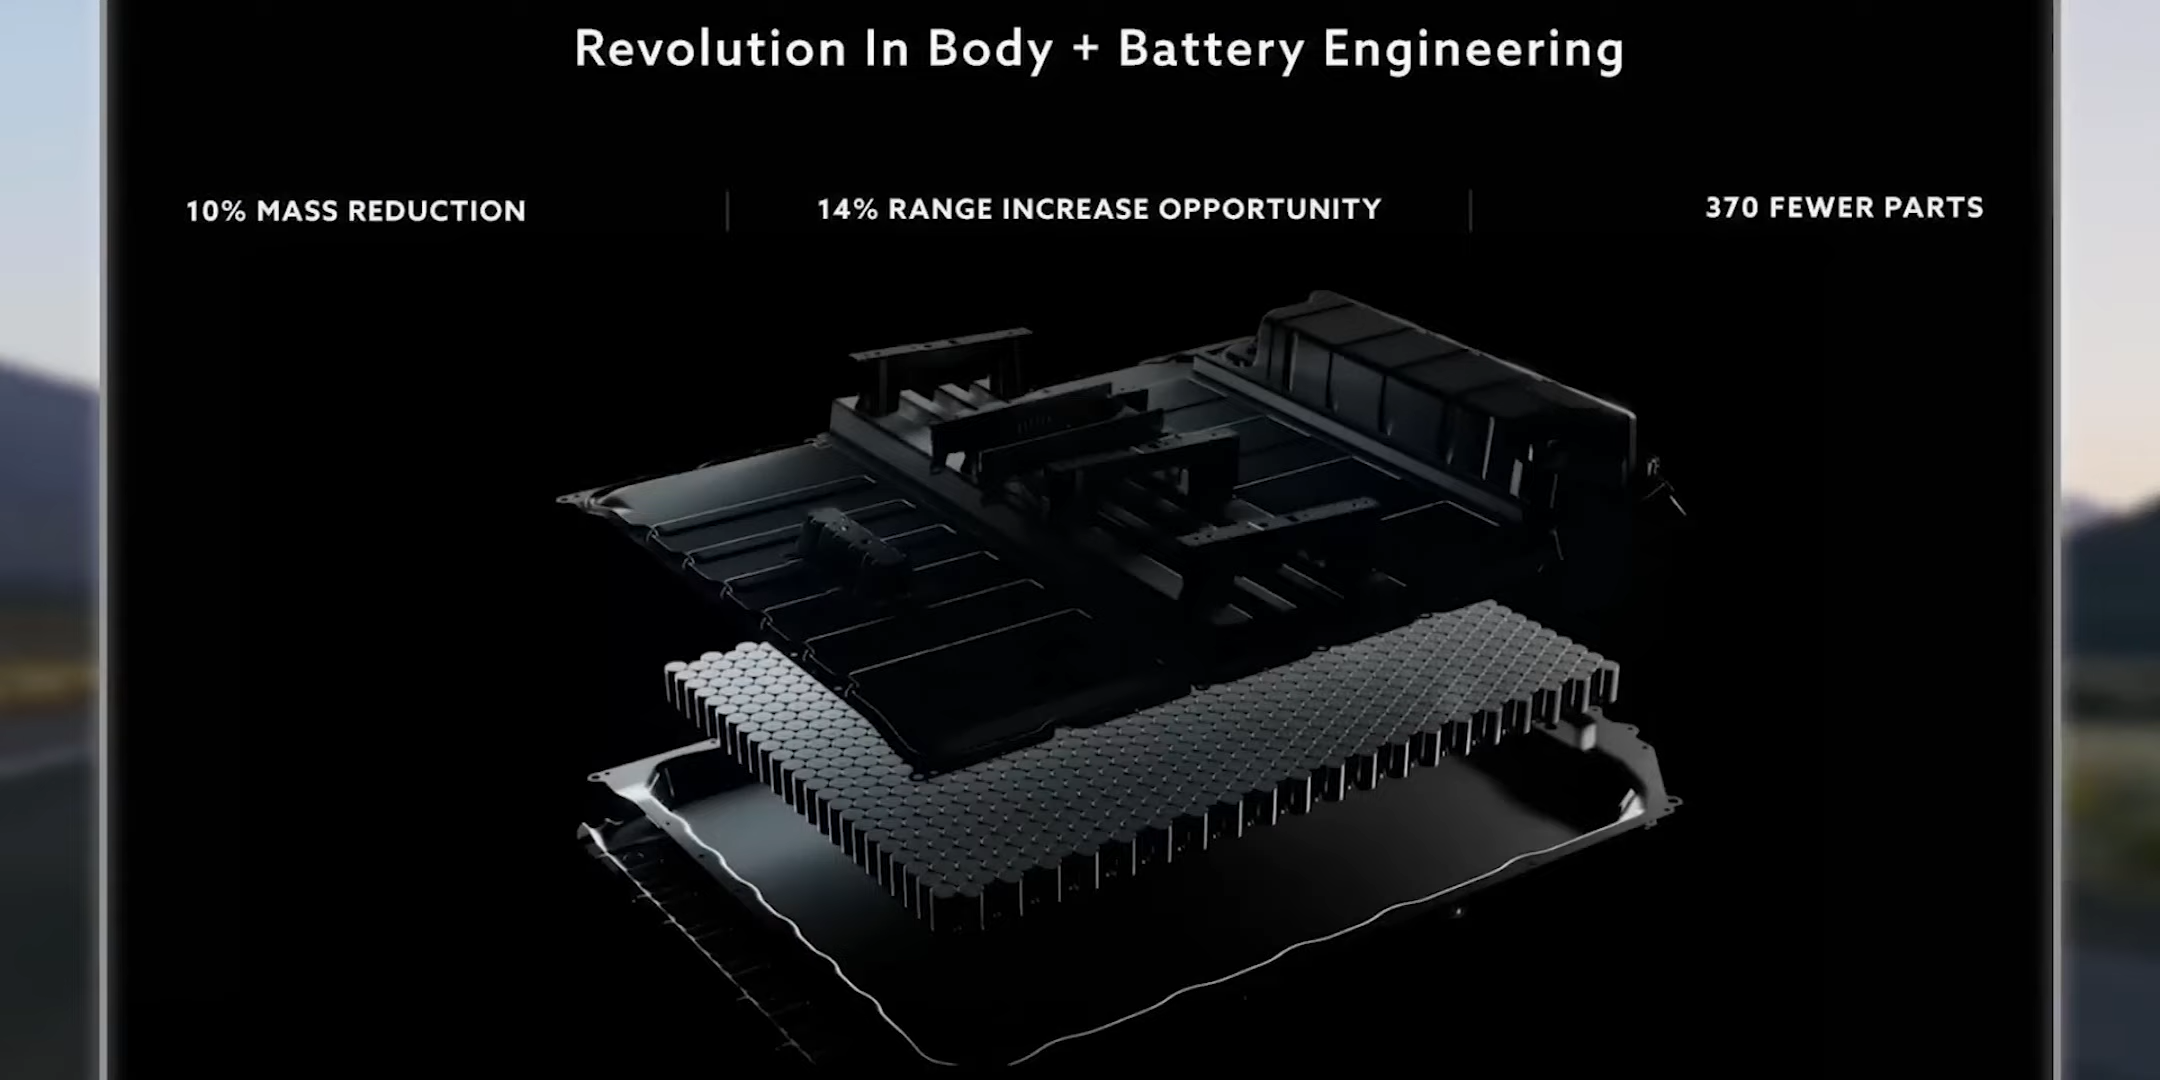 Revolution In Body + Battery Engineering
10% MASS REDUCTION
14% RANGE INCREASE OPPORTUNITY
370 FEWER PARTS